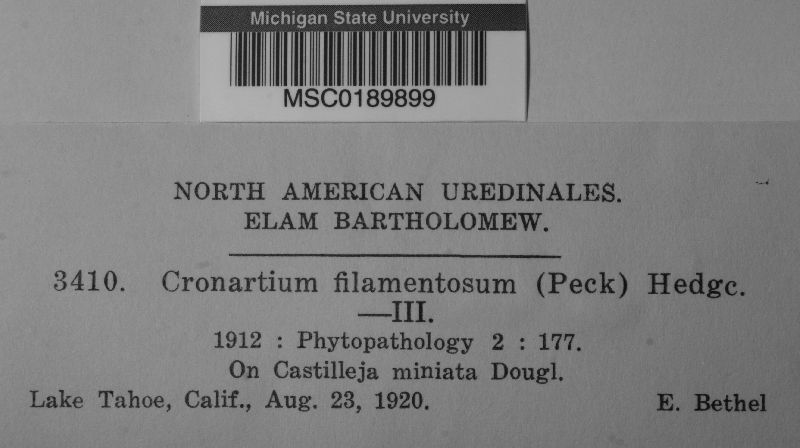 Michigan State University
MSC0189899
NORTH AMERICAN UREDINALES.
ELAM BARTHOLOMEW.
3410. Cronartium filamentosum (Peck) Hedgc.
—III.
1912 : Phytopathology 2 : 177.
On Castilleja miniata Dougl.
Lake Tahoe, Calif., Aug. 23, 1920. E. Bethel